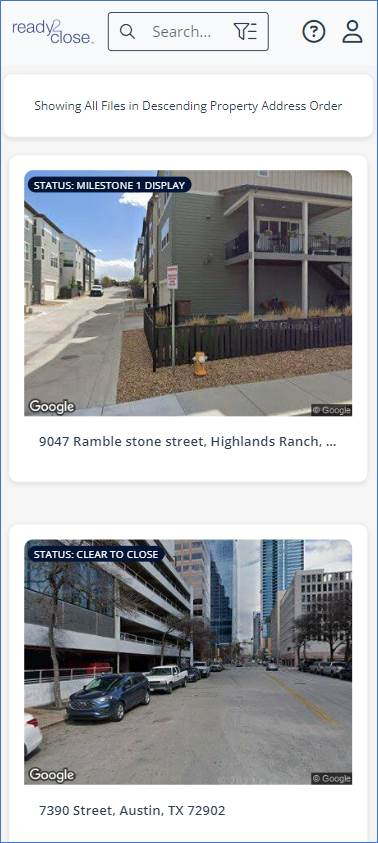 ready2close.
Search...
?
Showing All Files in Descending Property Address Order
STATUS: MILESTONE 1 DISPLAY
Google
© Google
9047 Ramble stone street, Highlands Ranch, ...
STATUS: CLEAR TO CLOSE
Google
© Google
7390 Street, Austin, TX 72902